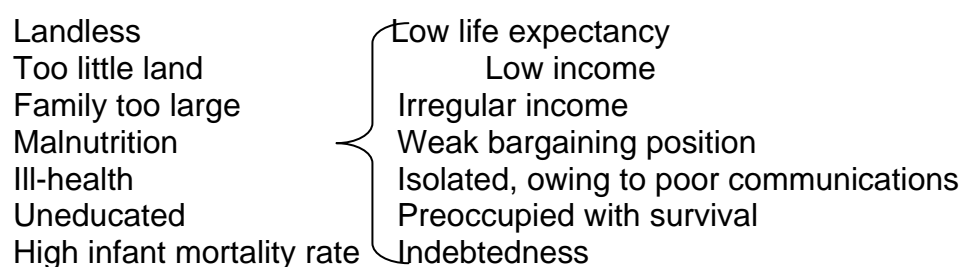 Landless Low life expectancy
Too little land Low income
Family too large Irregular income
Malnutrition Weak bargaining position
Ill-health Isolated, owing to poor communications
Uneducated Preoccupied with survival
High infant mortality rate Indebtedness